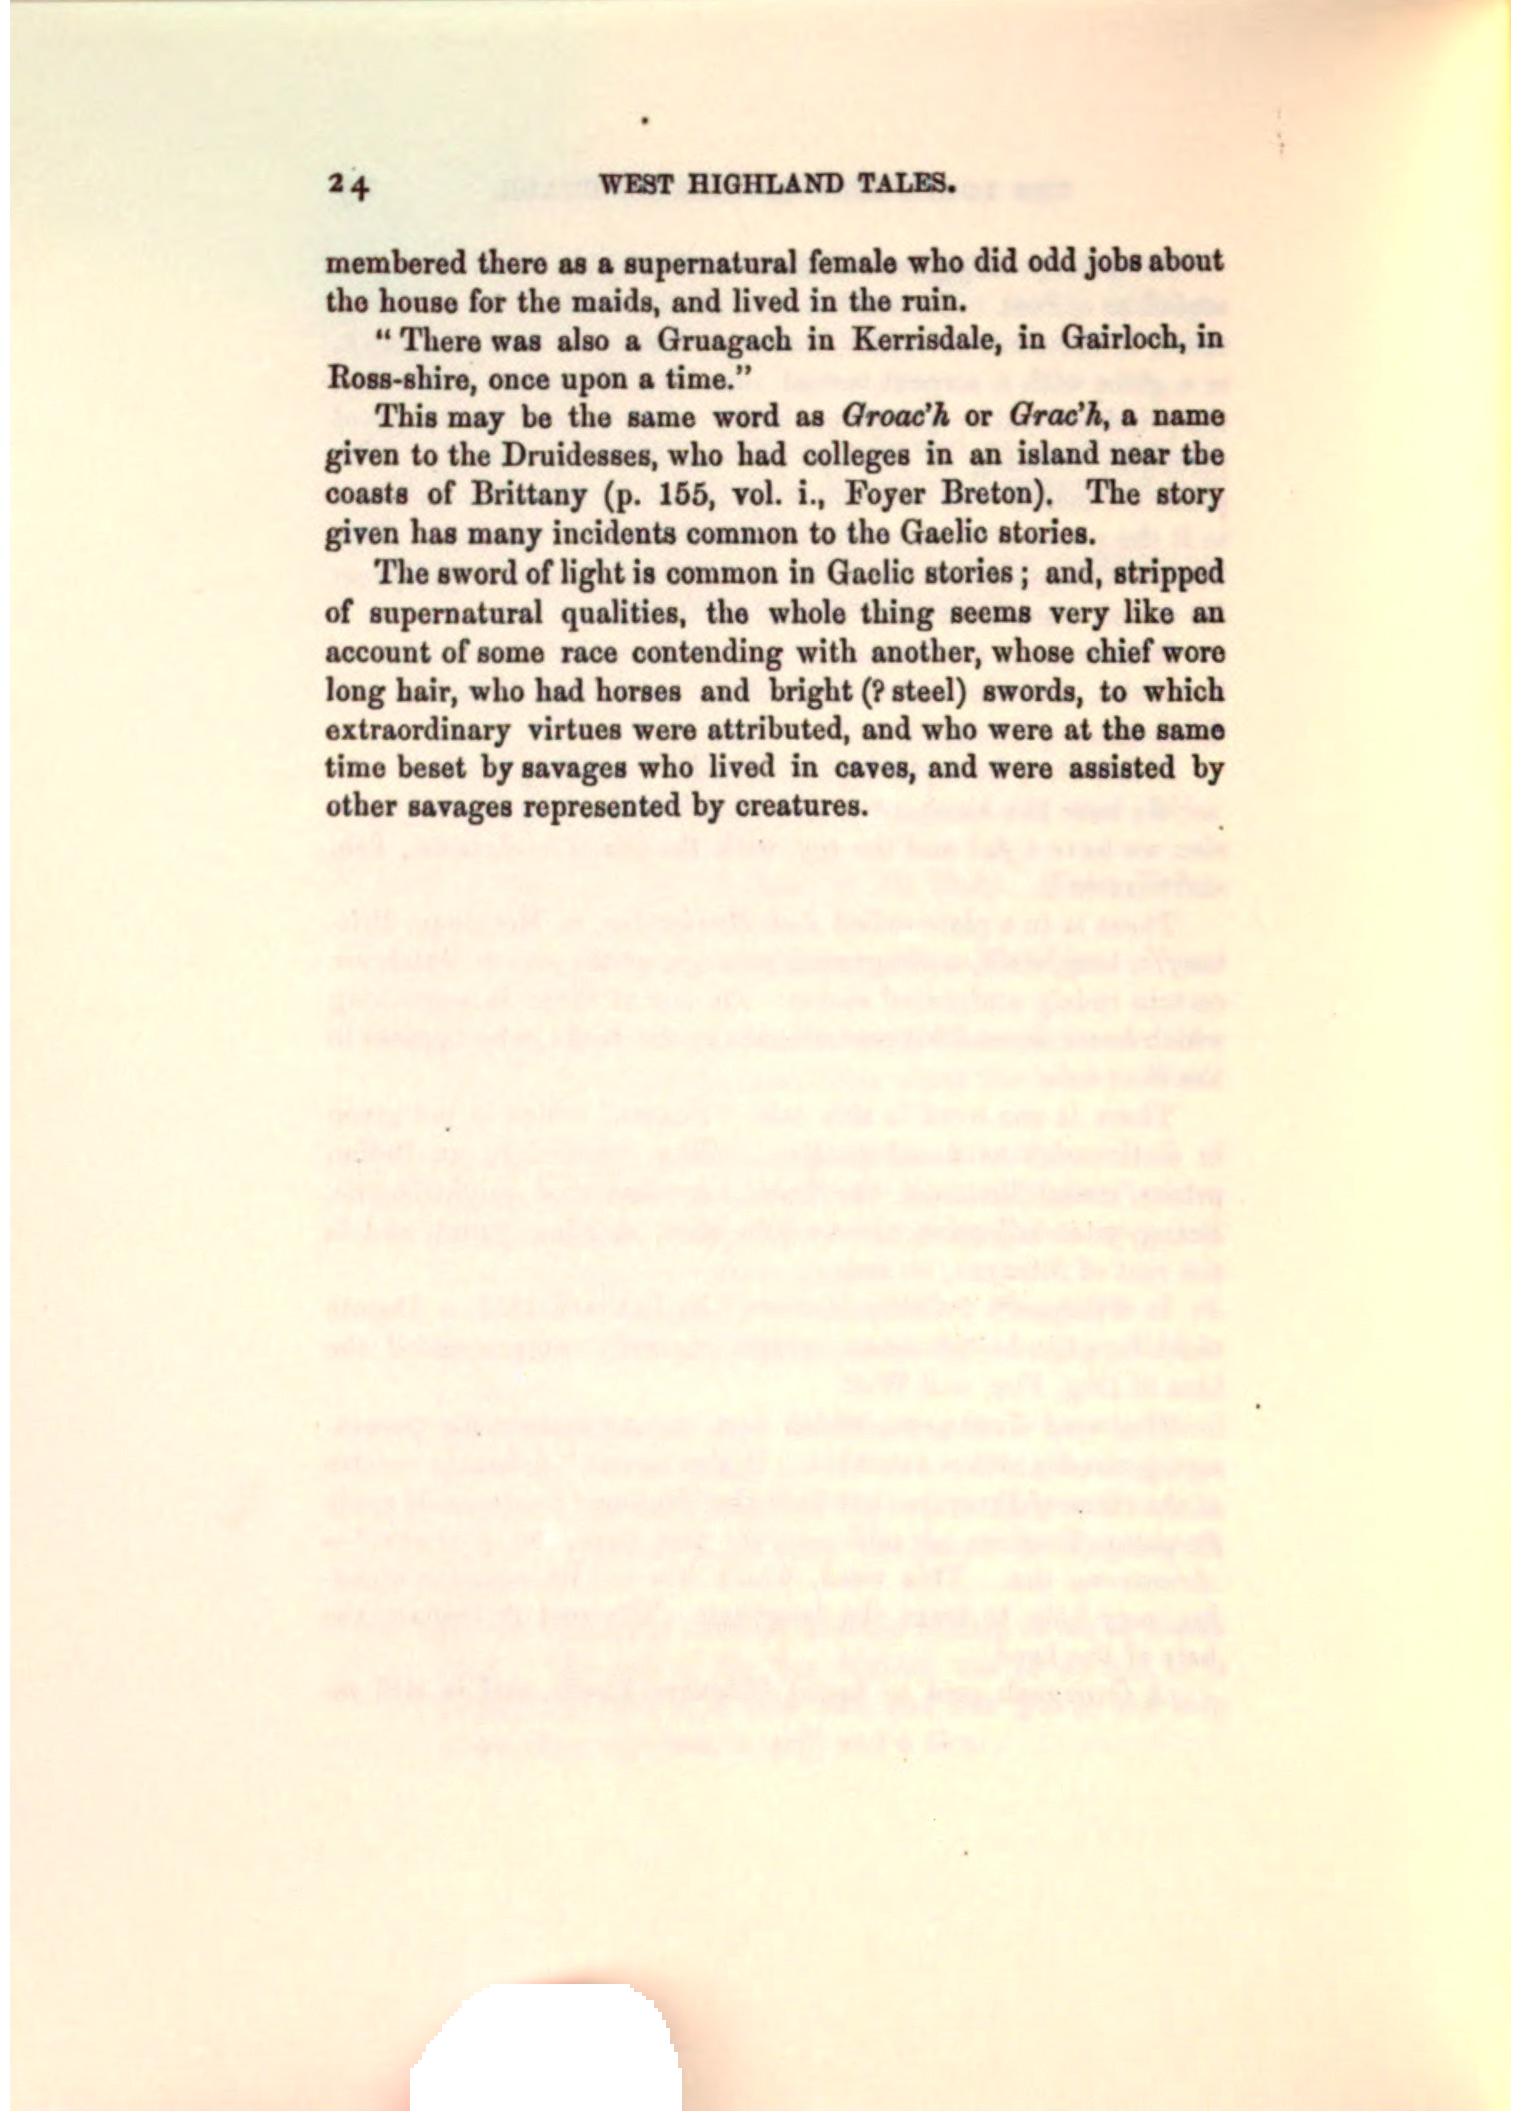 24 WEST HIGHLAND TALES.
membered there as a supernatural female who did odd jobs about
the house for the maids, and lived in the ruin.
“ There was also a Gruagach in Kerrisdale, in Gairloch, in
Ross-shire, once upon a time.”
This may be the same word as Groac’h or Grac’h, a name
given to the Druidesses, who had colleges in an island near the
coasts of Brittany (p. 155, vol. i., Foyer Breton). The story
given has many incidents common to the Gaelic stories.
The sword of light is common in Gaelic stories ; and, stripped
of supernatural qualities, the whole thing seems very like an
account of some race contending with another, whose chief wore
long hair, who had horses and bright (? steel) swords, to which
extraordinary virtues were attributed, and who were at the same
time beset by savages who lived in caves, and were assisted by
other savages represented by creatures.